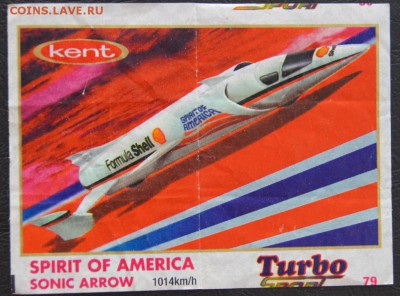 COINS.LAVE.RU
kent
SPIRIT OF
AMERICA
Formula Shell
SPIRIT OF AMERICA
SONIC ARROW
1014km/h
Turbo
Sport
79